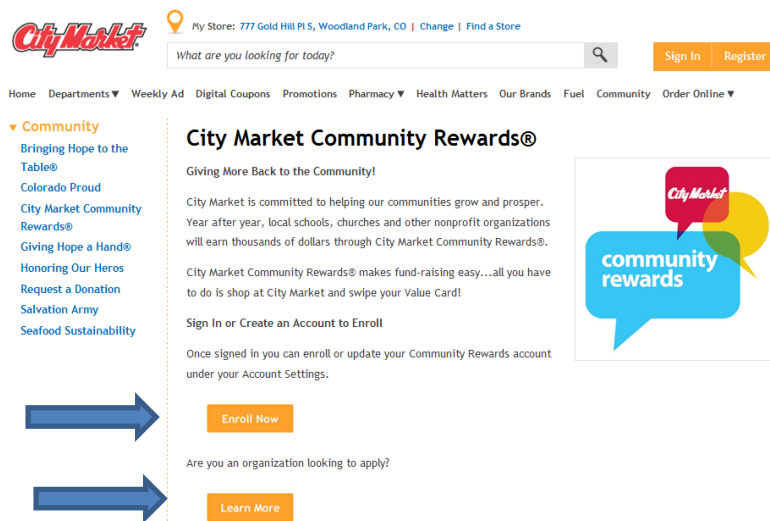 City Market.
My Store: 777 Gold Hill Pl S, Woodland Park, CO | Change | Find a Store
What are you looking for today?
Sign In Register
Home Departments▼ Weekly Ad Digital Coupons Promotions Pharmacy▼ Health Matters Our Brands Fuel Community Order Online▼
Community
Bringing Hope to the
Table®
Colorado Proud
City Market Community
Rewards®
Giving Hope a Hand®
Honoring Our Heros
Request a Donation
Salvation Army
Seafood Sustainability
City Market Community Rewards®
Giving More Back to the Community!
City Market is committed to helping our communities grow and prosper.
Year after year, local schools, churches and other nonprofit organizations
will earn thousands of dollars through City Market Community Rewards®.
City Market Community Rewards® makes fund-raising easy...all you have
to do is shop at City Market and swipe your Value Card!
Sign In or Create an Account to Enroll
Once signed in you can enroll or update your Community Rewards account
under your Account Settings.
Enroll Now
Are you an organization looking to apply?
Learn More
City Market
community
rewards